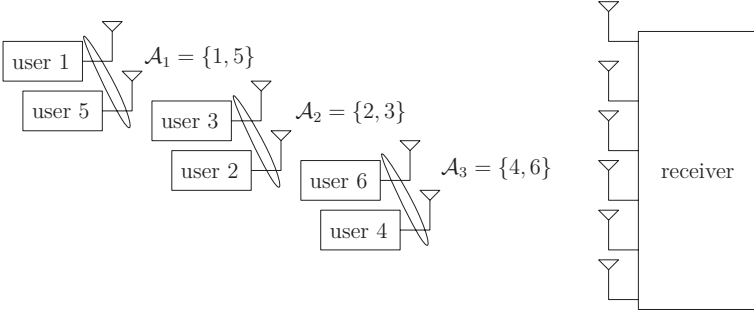 user 1
𝒜₁ = {1, 5}
user 5
user 3
𝒜₂ = {2, 3}
user 2
user 6
𝒜₃ = {4, 6}
user 4
receiver